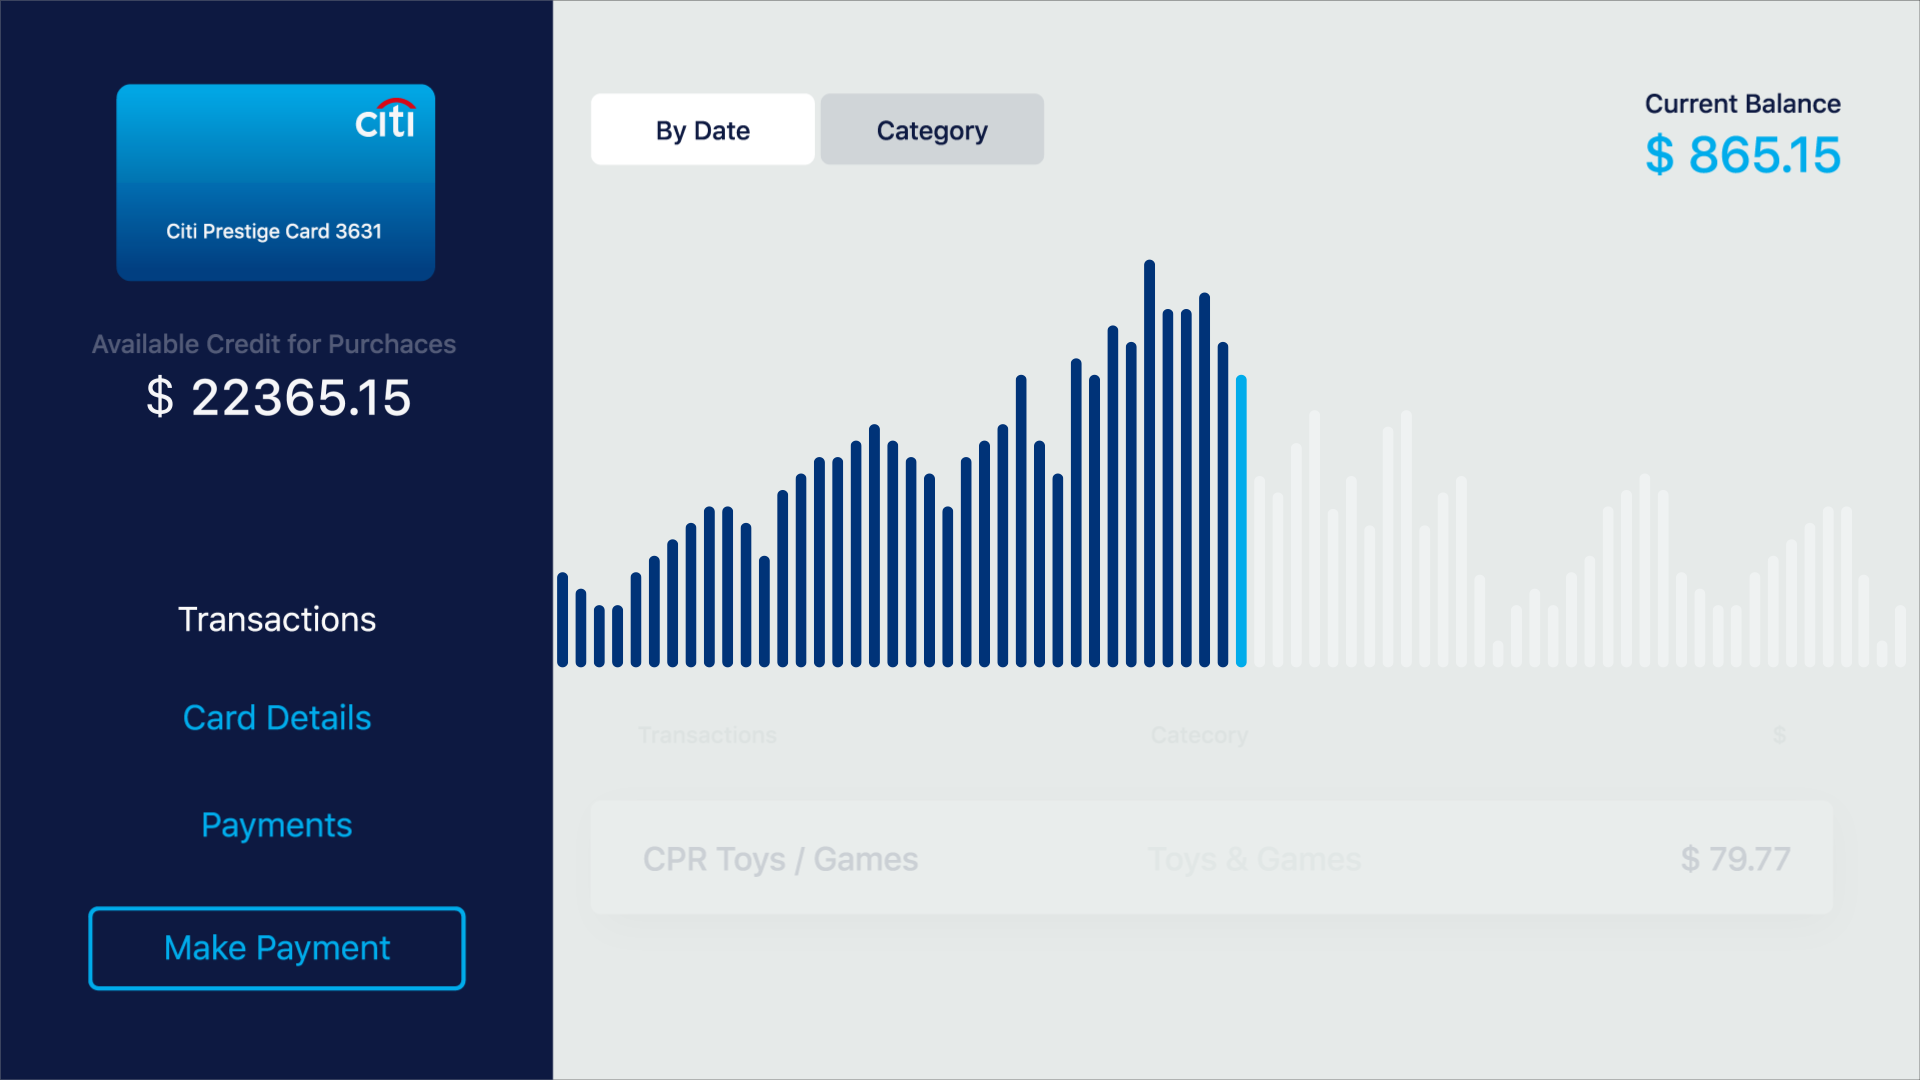 citi
Citi Prestige Card 3631
Available Credit for Purchaces
$ 22365.15
Transactions
Card Details
Payments
Make Payment
By Date
Category
Current Balance
$ 865.15
Transactions
Catecory
$
CPR Toys / Games
Toys & Games
$ 79.77